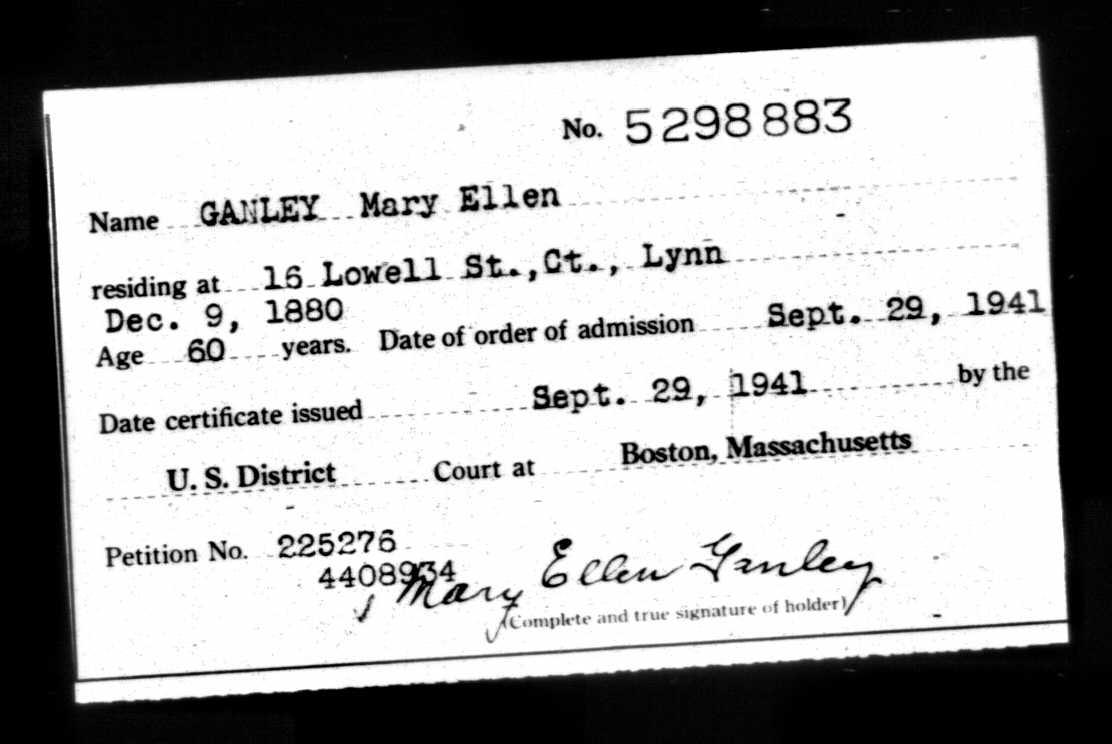 No. 5298883
Name GANLEY Mary Ellen
residing at 16 Lowell St.,Ct., Lynn
Dec. 9, 1880
Age 60 years. Date of order of admission Sept. 29, 1941
Date certificate issued Sept. 29, 1941 by the
U. S. District Court at Boston, Massachusetts
Petition No. 225276
4408934
Mary Ellen Ganley
(Complete and true signature of holder)